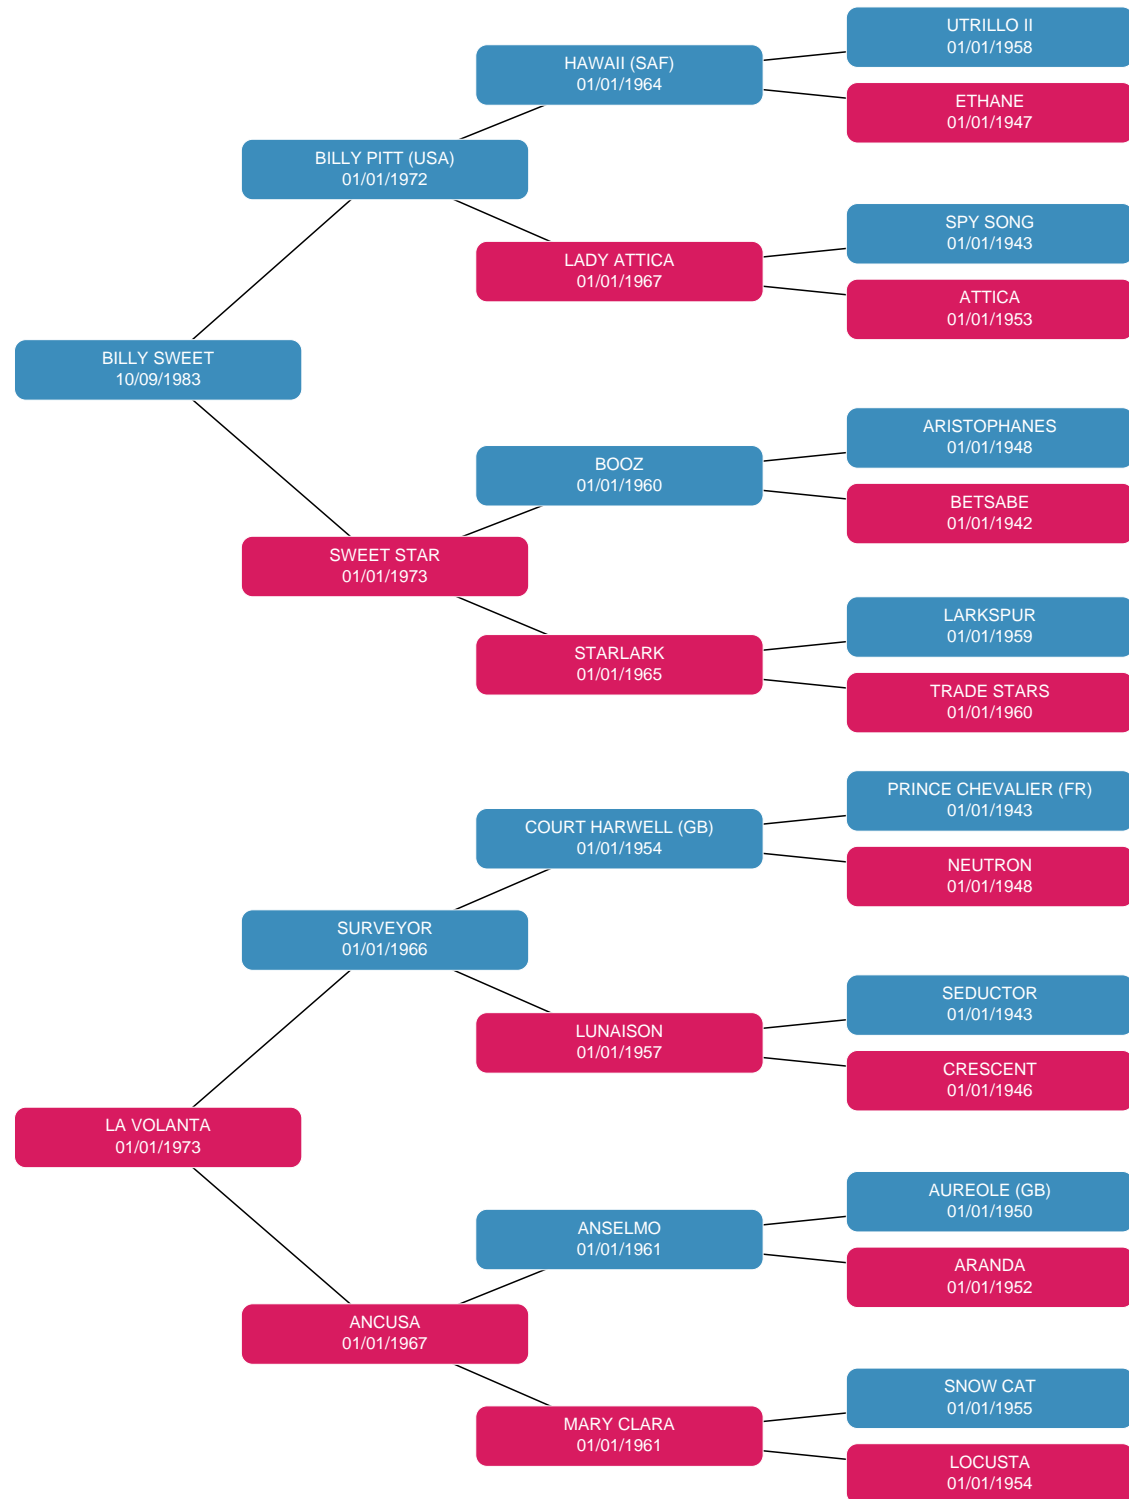 UTRILLO II
01/01/1958
HAWAII (SAF)
01/01/1964
ETHANE
01/01/1947
BILLY PITT (USA)
01/01/1972
SPY SONG
01/01/1943
LADY ATTICA
01/01/1967
ATTICA
01/01/1953
BILLY SWEET
10/09/1983
ARISTOPHANES
01/01/1948
BOOZ
01/01/1960
BETSABE
01/01/1942
SWEET STAR
01/01/1973
LARKSPUR
01/01/1959
STARLARK
01/01/1965
TRADE STARS
01/01/1960
PRINCE CHEVALIER (FR)
01/01/1943
COURT HARWELL (GB)
01/01/1954
NEUTRON
01/01/1948
SURVEYOR
01/01/1966
SEDUCTOR
01/01/1943
LUNAISON
01/01/1957
CRESCENT
01/01/1946
LA VOLANTA
01/01/1973
AUREOLE (GB)
01/01/1950
ANSELMO
01/01/1961
ARANDA
01/01/1952
ANCUSA
01/01/1967
SNOW CAT
01/01/1955
MARY CLARA
01/01/1961
LOCUSTA
01/01/1954